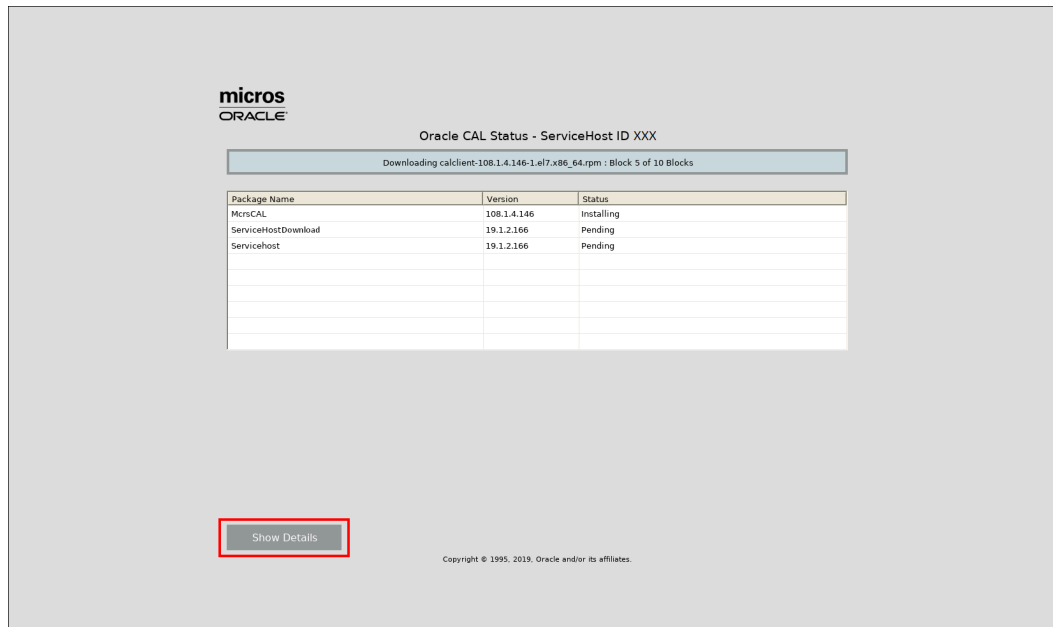 micros
ORACLE
Oracle CAL Status - ServiceHost ID XXX
Downloading calclient-108.1.4.146-1.el7.x86_64.rpm : Block 5 of 10 Blocks
Package Name Version Status
McrsCAL 108.1.4.146 Installing
ServiceHostDownload 19.1.2.166 Pending
Servicehost 19.1.2.166 Pending
Show Details
Copyright © 1995, 2019, Oracle and/or its affiliates.